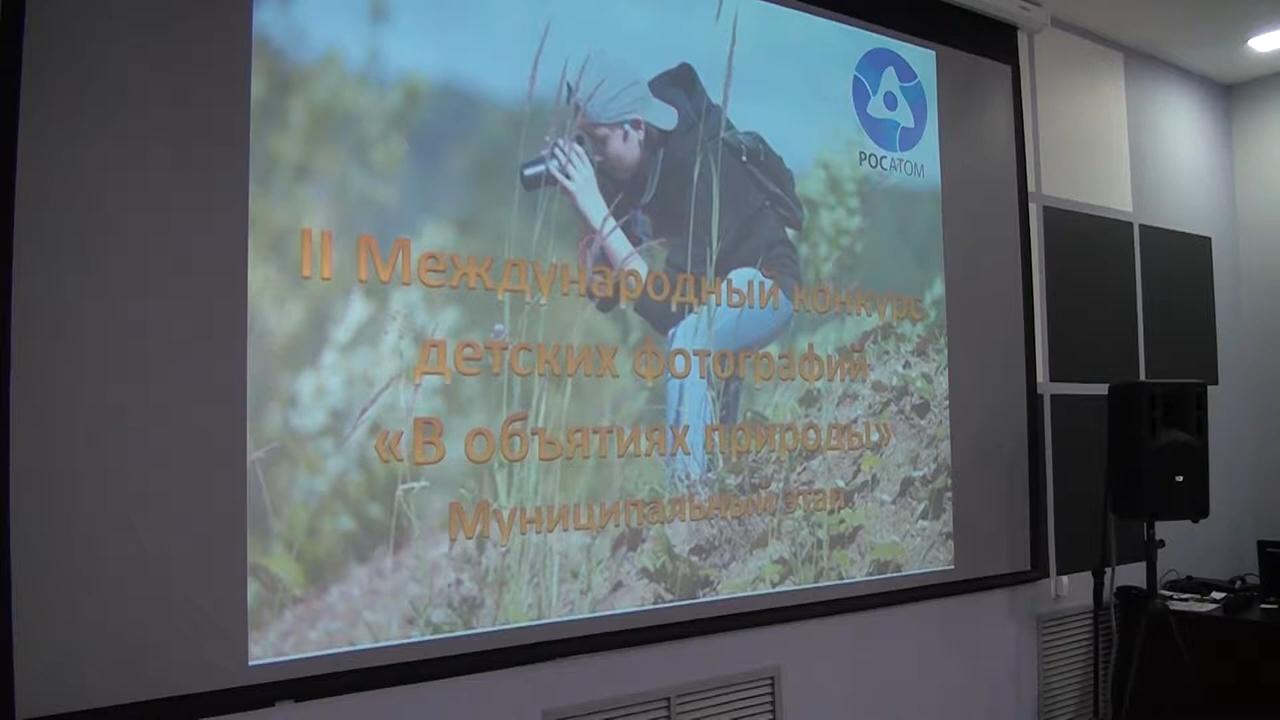 РОСАТОМ
II Международный конкурс
детских фотографий
«В объятиях природы»
Муниципальный этап.